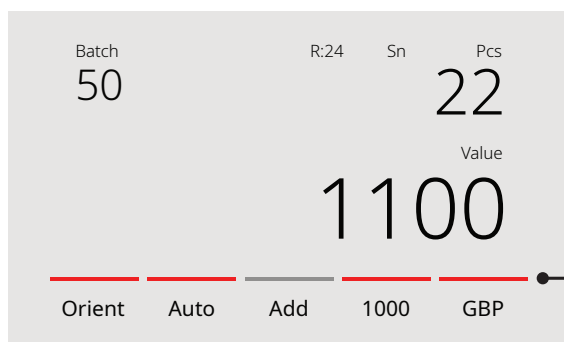 Batch R:24 Sn Pcs
50 22
Value
1100
Orient Auto Add 1000 GBP